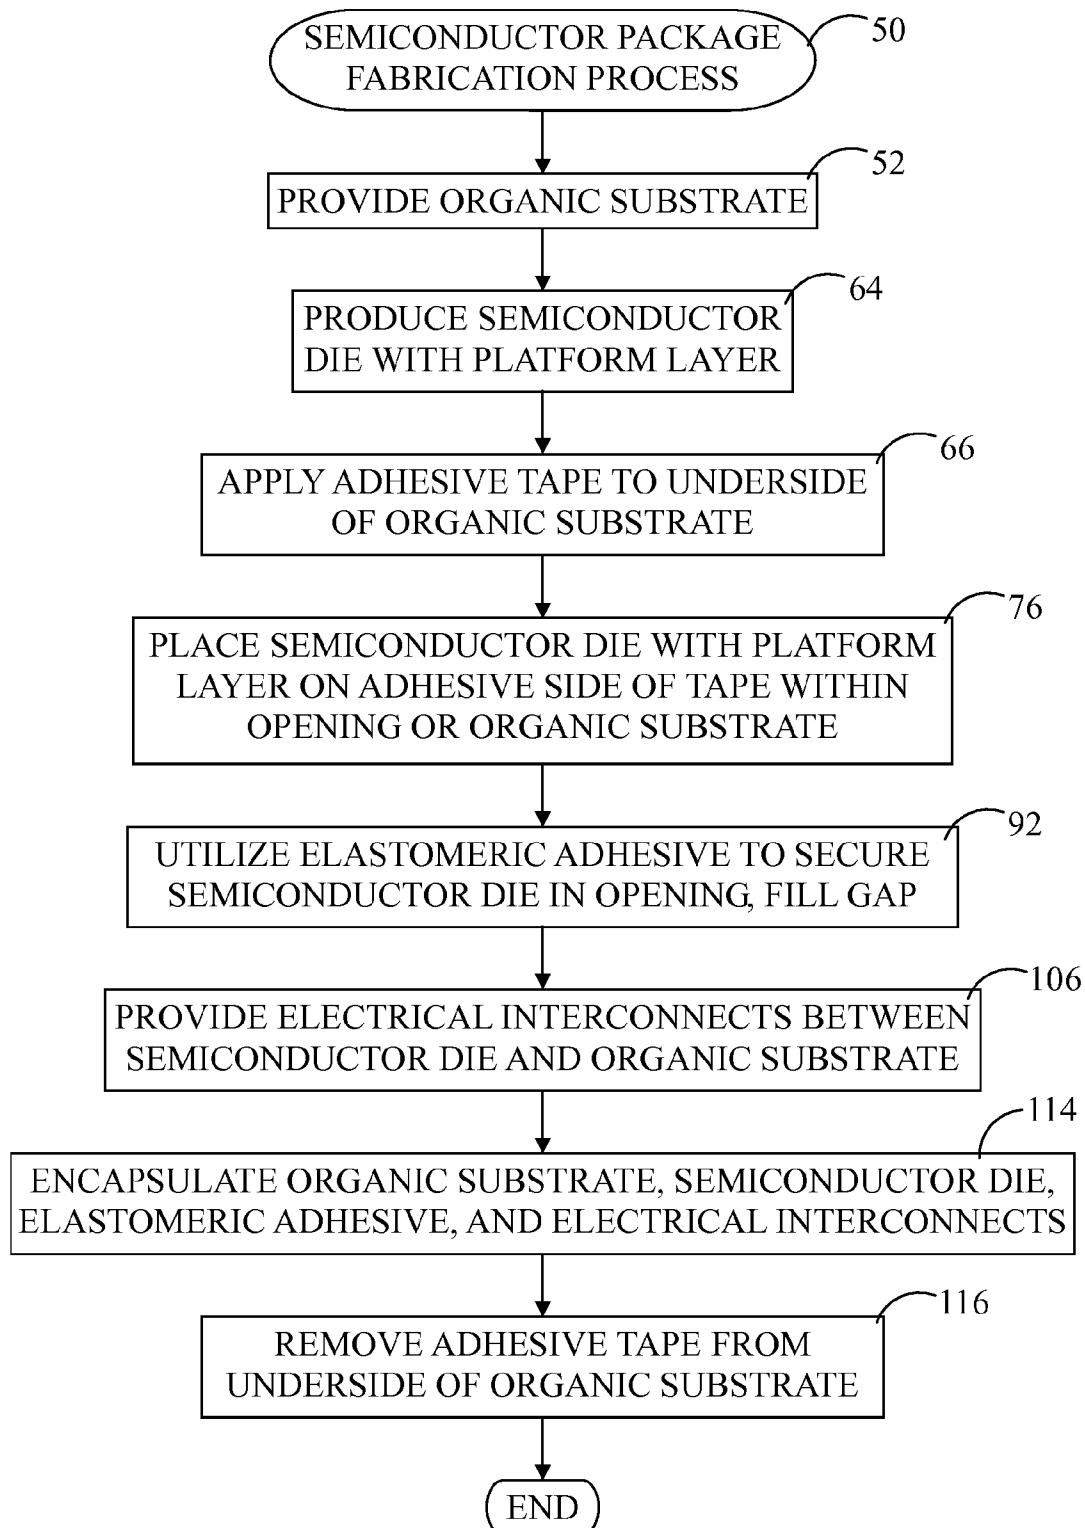 SEMICONDUCTOR PACKAGE
FABRICATION PROCESS
50
PROVIDE ORGANIC SUBSTRATE
52
PRODUCE SEMICONDUCTOR
DIE WITH PLATFORM LAYER
64
APPLY ADHESIVE TAPE TO UNDERSIDE
OF ORGANIC SUBSTRATE
66
PLACE SEMICONDUCTOR DIE WITH PLATFORM
LAYER ON ADHESIVE SIDE OF TAPE WITHIN
OPENING OR ORGANIC SUBSTRATE
76
UTILIZE ELASTOMERIC ADHESIVE TO SECURE
SEMICONDUCTOR DIE IN OPENING, FILL GAP
92
PROVIDE ELECTRICAL INTERCONNECTS BETWEEN
SEMICONDUCTOR DIE AND ORGANIC SUBSTRATE
106
ENCAPSULATE ORGANIC SUBSTRATE, SEMICONDUCTOR DIE,
ELASTOMERIC ADHESIVE, AND ELECTRICAL INTERCONNECTS
114
REMOVE ADHESIVE TAPE FROM
UNDERSIDE OF ORGANIC SUBSTRATE
116
END